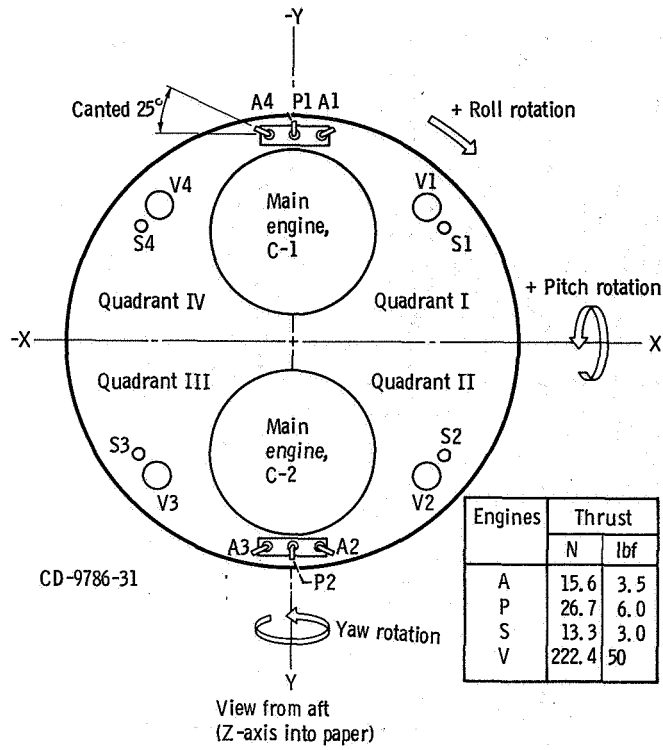 -Y
Canted 25°
A4 P1 A1
+ Roll rotation
V4
V1
Main
engine,
C-1
S4
S1
+ Pitch rotation
Quadrant IV
Quadrant I
-X
X
Quadrant III
Quadrant II
Main
engine,
C-2
S3
S2
V3
V2
A3
A2
P2
CD-9786-31
Yaw rotation
Y
View from aft
(Z-axis into paper)
Engines Thrust
N lbf
A 15.6 3.5
P 26.7 6.0
S 13.3 3.0
V 222.4 50